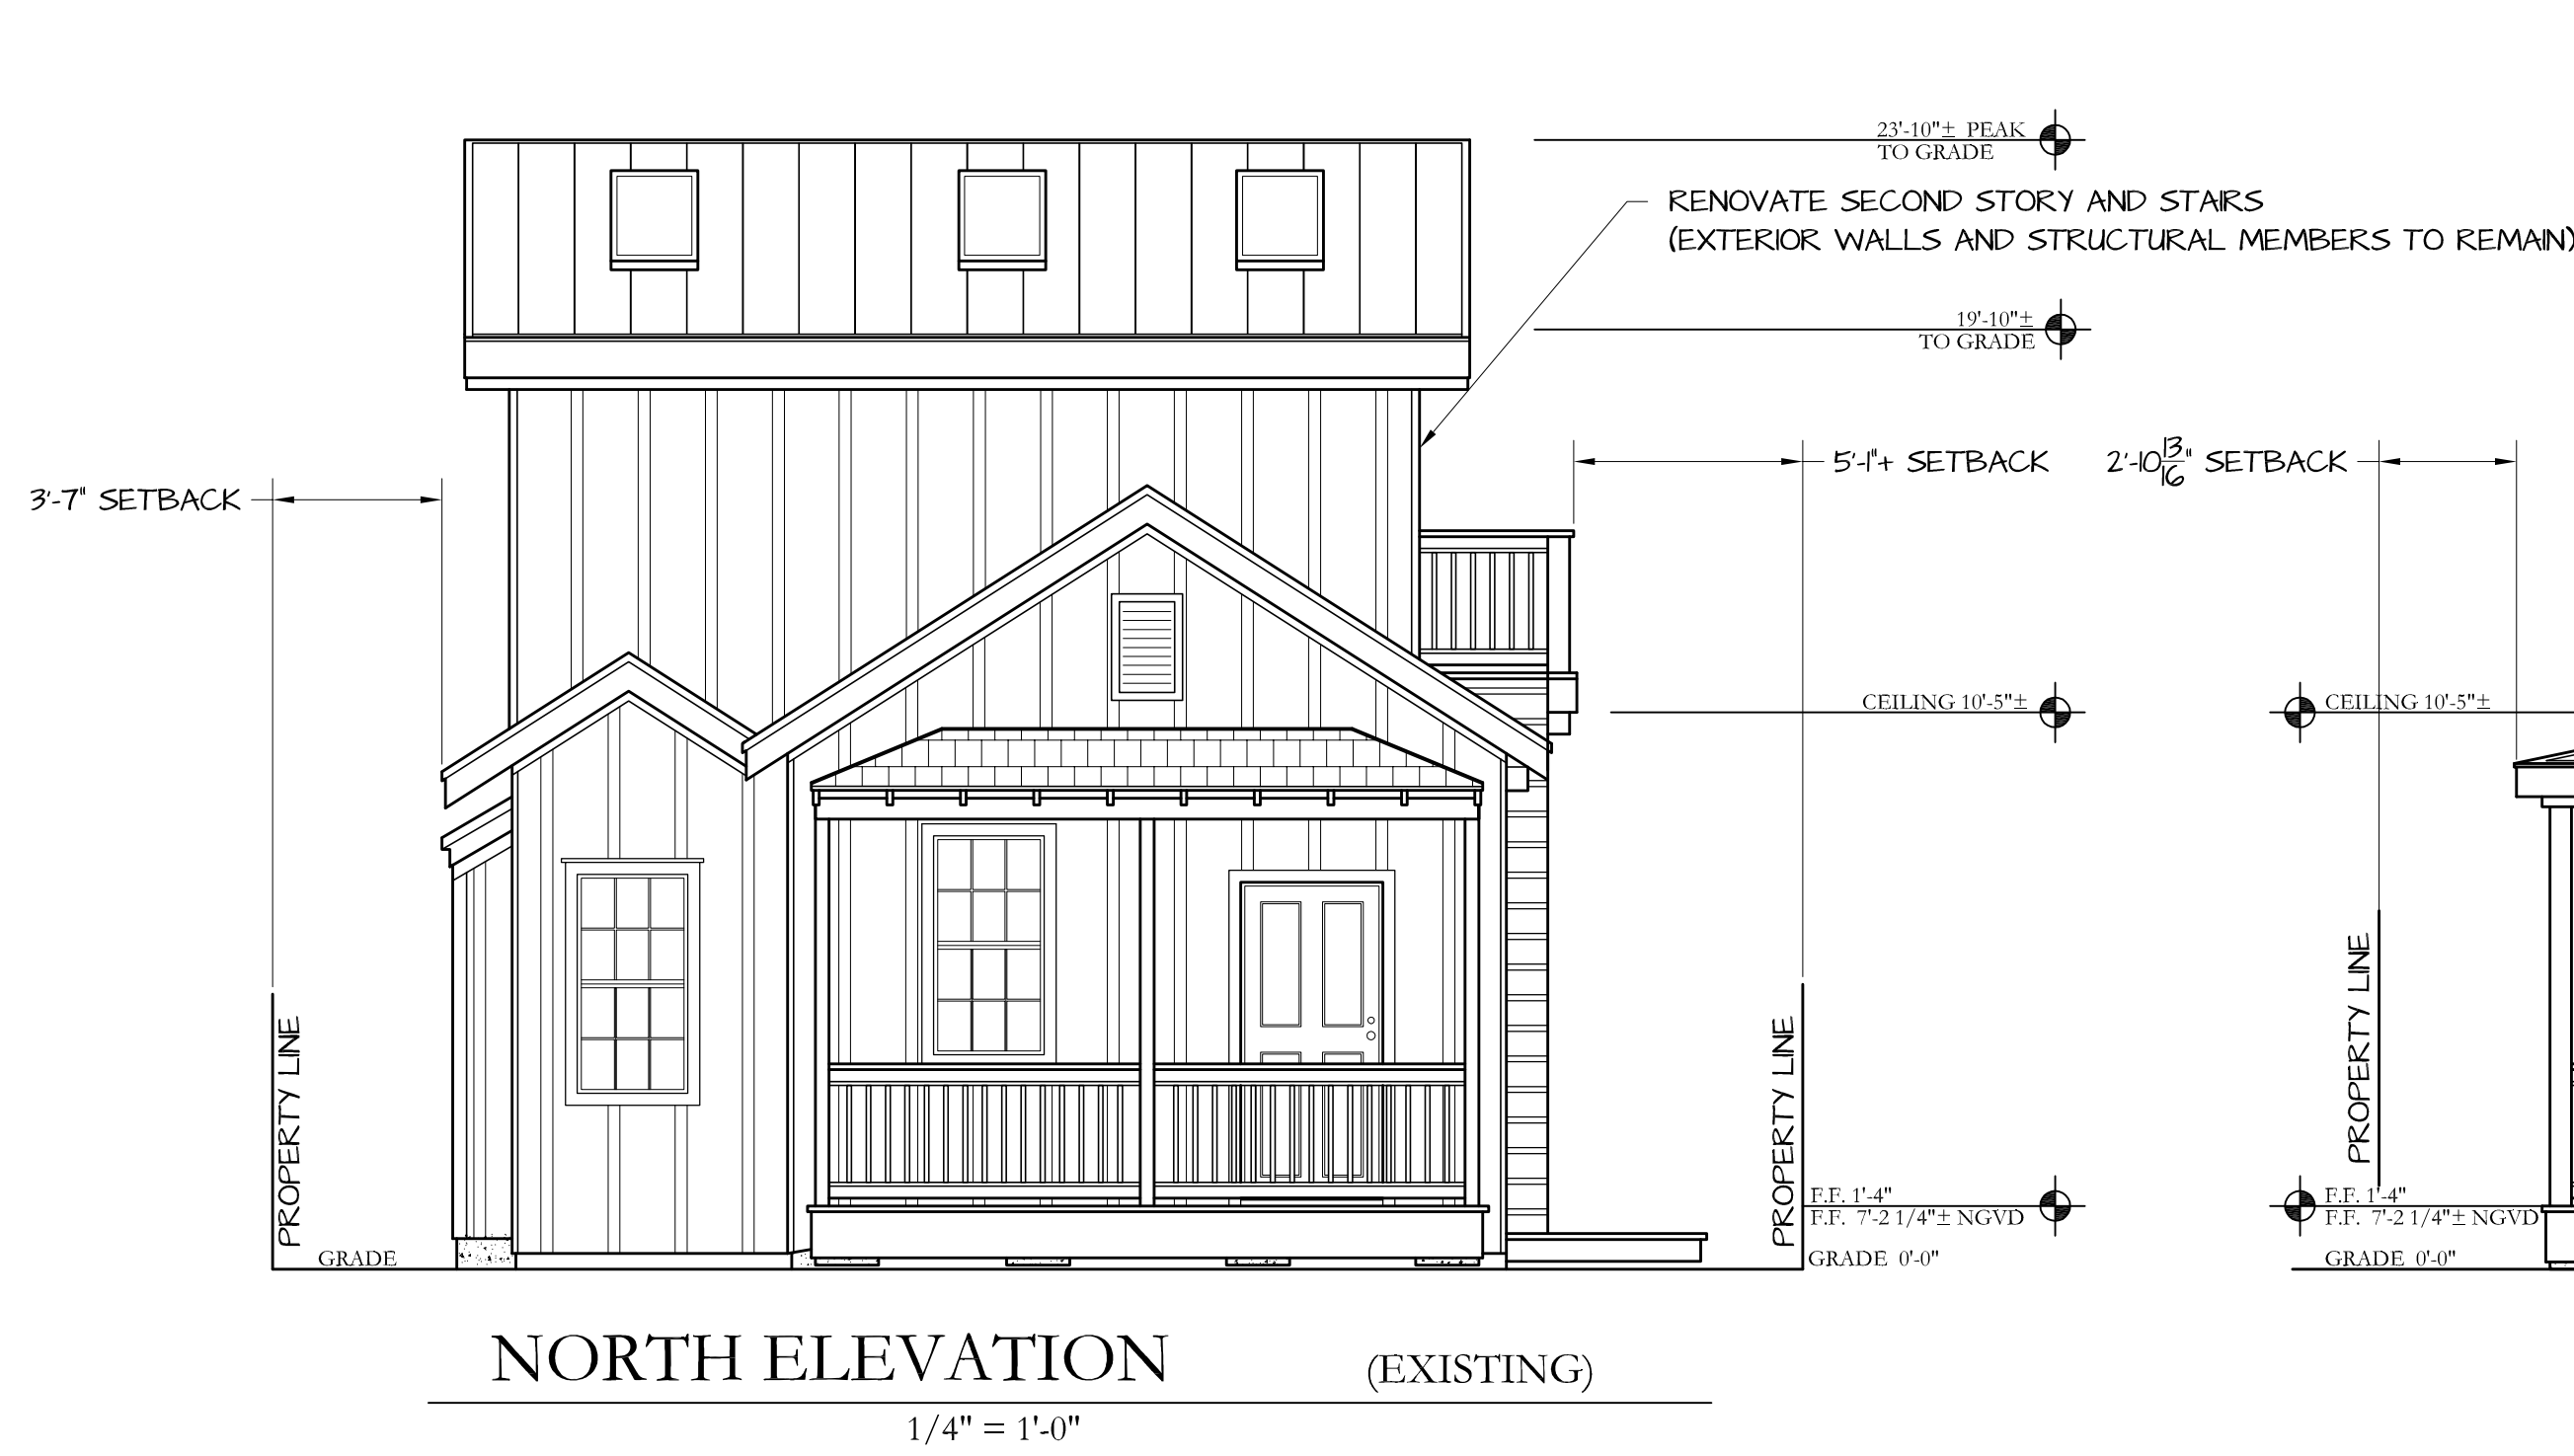 23'-10"± PEAK
TO GRADE
RENOVATE SECOND STORY AND STAIRS
(EXTERIOR WALLS AND STRUCTURAL MEMBERS TO REMAIN)
19'-10"±
TO GRADE
3'-7" SETBACK
5'-1"+ SETBACK
2'-10 13/16" SETBACK
CEILING 10'-5"±
CEILING 10'-5"±
PROPERTY LINE
PROPERTY LINE
PROPERTY LINE
F.F. 1'-4"
F.F. 7'-2 1/4"± NGVD
F.F. 1'-4"
F.F. 7'-2 1/4"± NGVD
GRADE
GRADE 0'-0"
GRADE 0'-0"
NORTH ELEVATION (EXISTING)
1/4" = 1'-0"